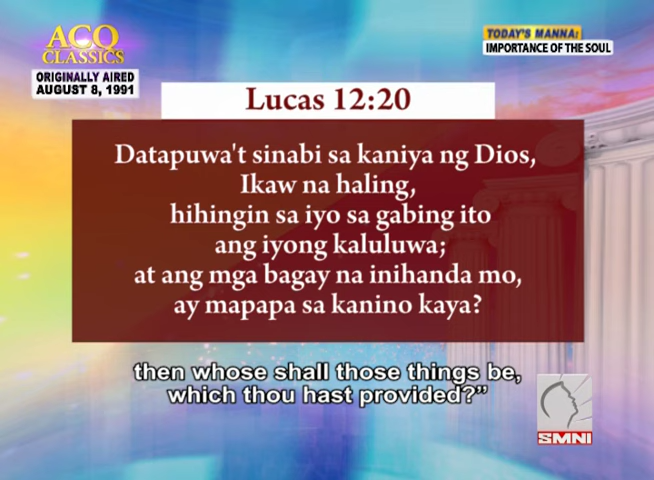 ACQ
CLASSICS
ORIGINALLY AIRED
AUGUST 8, 1991
TODAY'S MANNA:
IMPORTANCE OF THE SOUL
Lucas 12:20
Datapuwa't sinabi sa kaniya ng Dios,
Ikaw na haling,
hihingin sa iyo sa gabing ito
ang iyong kaluluwa;
at ang mga bagay na inihanda mo,
ay mapapa sa kanino kaya?
then whose shall those things be,
which thou hast provided?”
SMNI